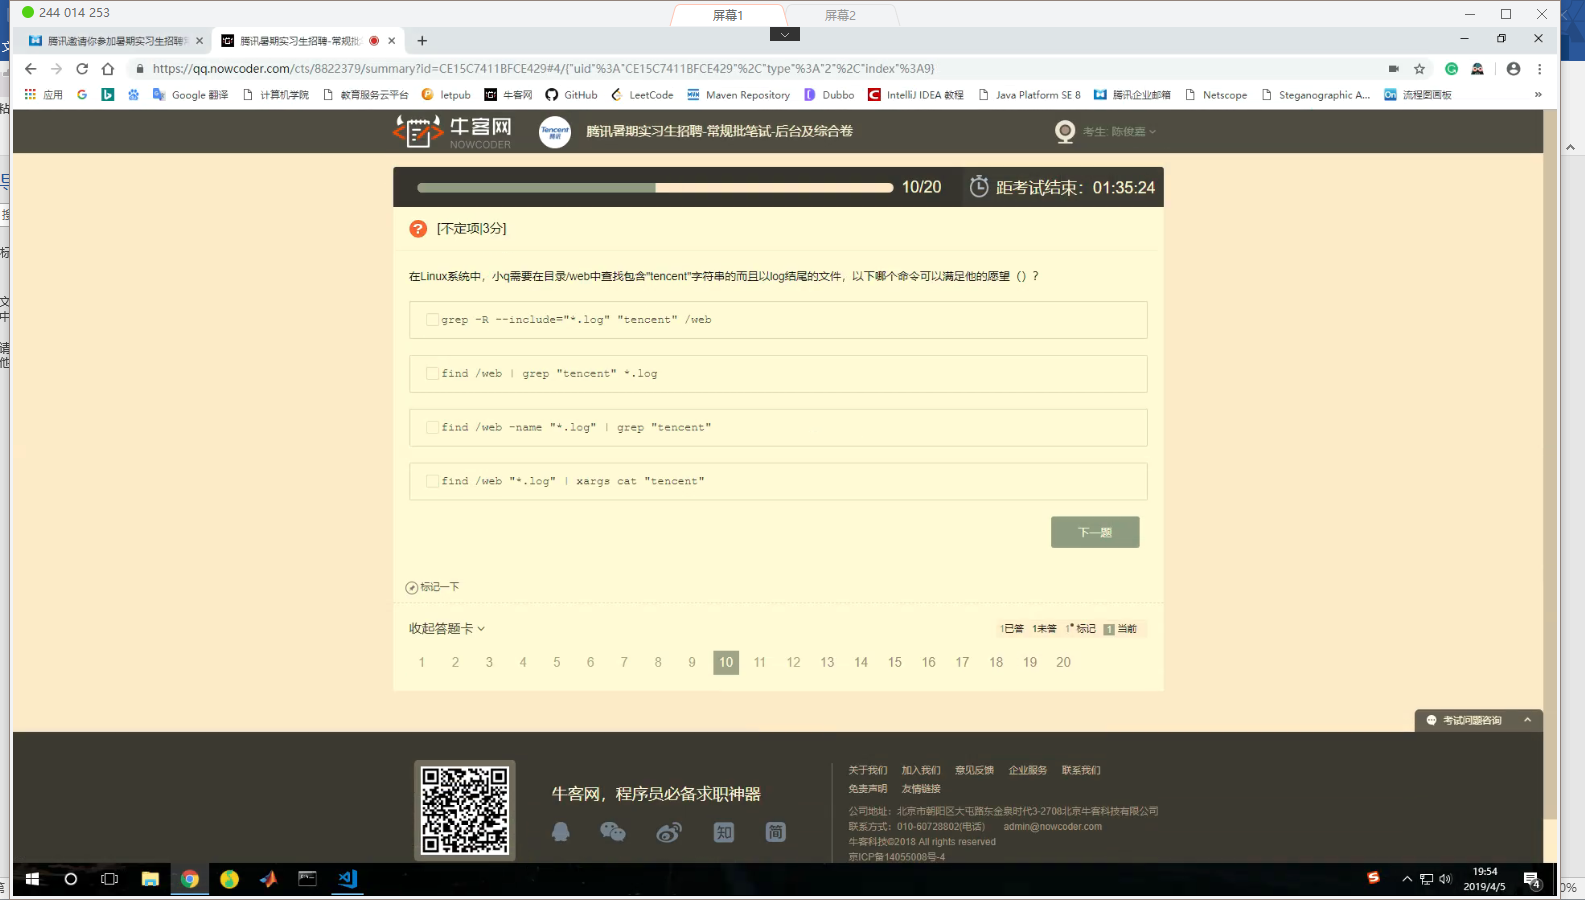 244 014 253
屏幕1
屏幕2
腾讯邀请你参加暑期实习生招聘
腾讯暑期实习生招聘-常规批
https://qq.nowcoder.com/cts/8822379/summary?id=CE15C7411BFCE429#4/{"uid"%3A"CE15C7411BFCE429"%2C"type"%3A"2"%2C"index"%3A9}
应用 Google 翻译 计算机学院 教育服务云平台 letpub 牛客网 GitHub LeetCode Maven Repository Dubbo IntelliJ IDEA 教程 Java Platform SE 8 腾讯企业邮箱 Netscope Steganographic A... 流程图画板 »
牛客网
NOWCODER
Tencent
腾讯
腾讯暑期实习生招聘-常规批笔试-后台及综合卷
考生: 陈俊嘉
10/20
距考试结束: 01:35:24
[不定项|3分]
在Linux系统中，小q需要在目录/web中查找包含"tencent"字符串的而且以log结尾的文件，以下哪个命令可以满足他的愿望（）?
grep -R --include="*.log" "tencent" /web
find /web | grep "tencent" *.log
find /web -name "*.log" | grep "tencent"
find /web "*.log" | xargs cat "tencent"
下一题
标记一下
收起答题卡
1已答 1未答 1标记 1 当前
1 2 3 4 5 6 7 8 9 10 11 12 13 14 15 16 17 18 19 20
考试问题咨询
牛客网，程序员必备求职神器
知
简
关于我们 加入我们 意见反馈 企业服务 联系我们
免责声明 友情链接
公司地址：北京市朝阳区大屯路东金泉时代3-2708北京牛客科技有限公司
联系方式：010-60728802(电话) admin@nowcoder.com
牛客科技©2018 All rights reserved
京ICP备14055008号-4
19:54
2019/4/5
4
0%